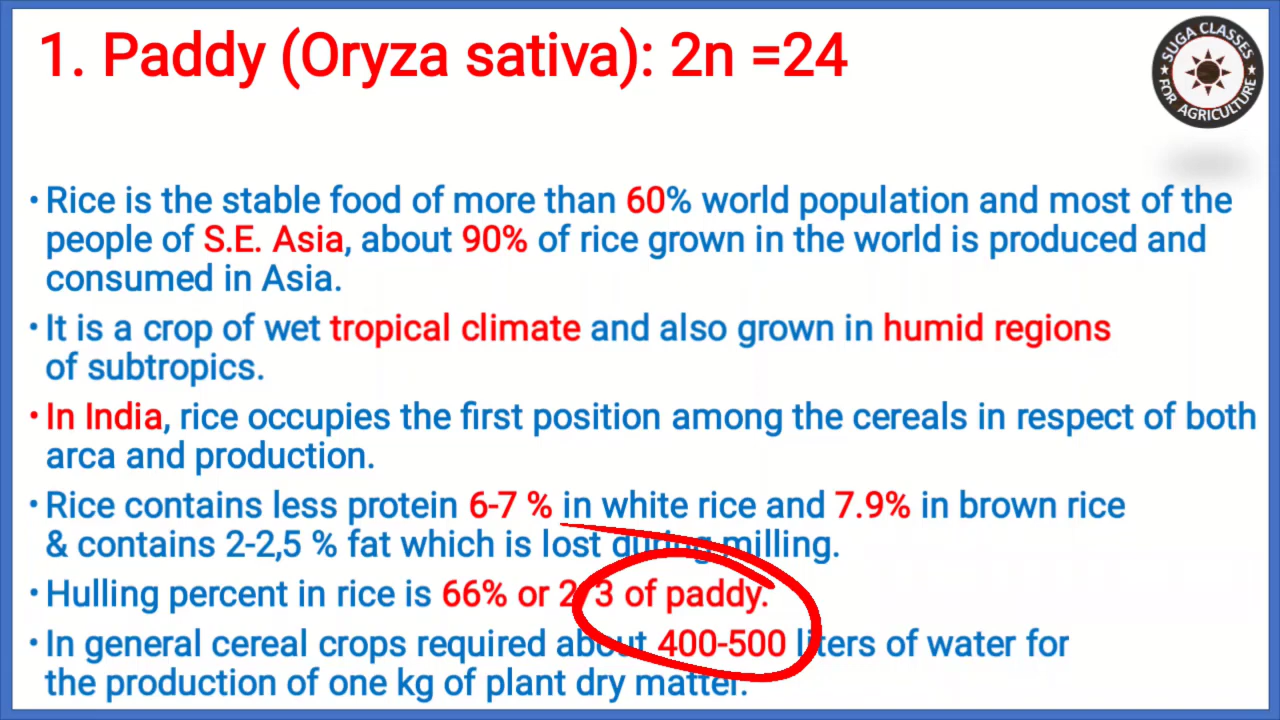 1. Paddy (Oryza sativa): 2n =24
SUGA CLASSES
FOR AGRICULTURE
• Rice is the stable food of more than 60% world population and most of the
people of S.E. Asia, about 90% of rice grown in the world is produced and
consumed in Asia.
• It is a crop of wet tropical climate and also grown in humid regions
of subtropics.
• In India, rice occupies the first position among the cereals in respect of both
arca and production.
• Rice contains less protein 6-7 % in white rice and 7.9% in brown rice
& contains 2-2,5 % fat which is lost during milling.
• Hulling percent in rice is 66% or 2/3 of paddy.
• In general cereal crops required about 400-500 liters of water for
the production of one kg of plant dry matter.